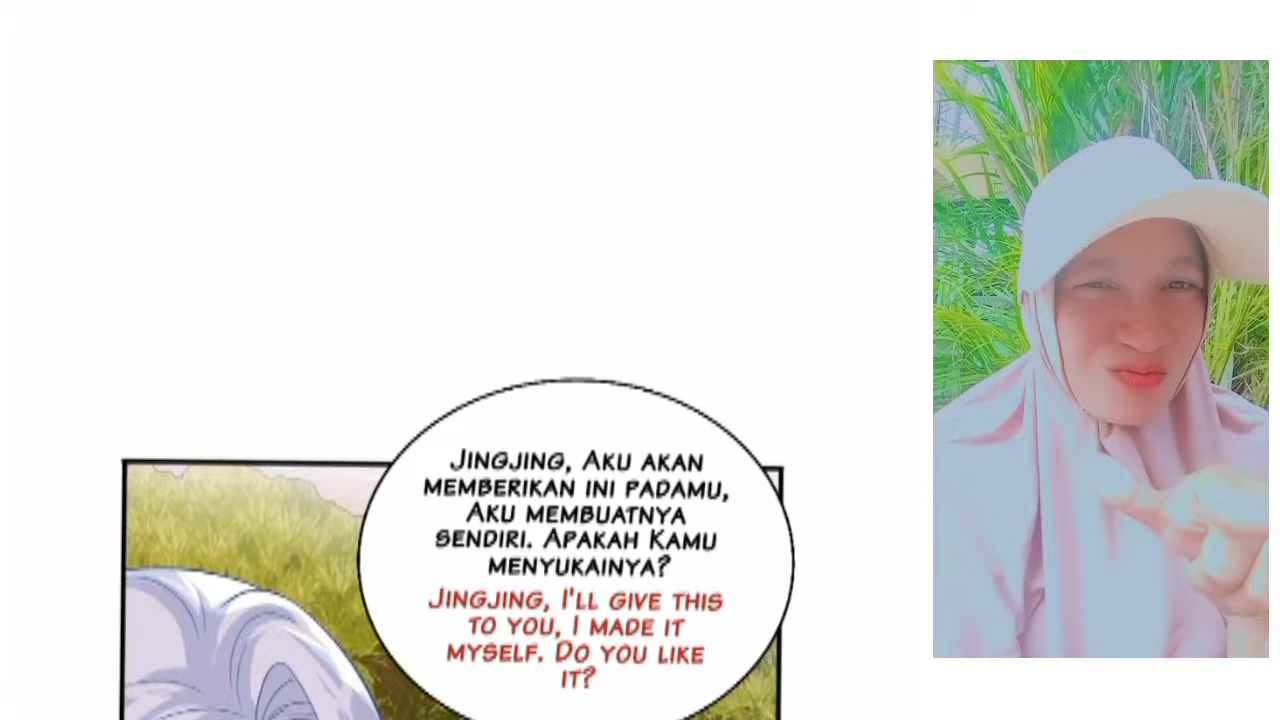 JINGJING, AKU AKAN
MEMBERIKAN INI PADAMU,
AKU MEMBUATNYA
SENDIRI. APAKAH KAMU
MENYUKAINYA?
JINGJING, I'LL GIVE THIS
TO YOU, I MADE IT
MYSELF. DO YOU LIKE
IT?